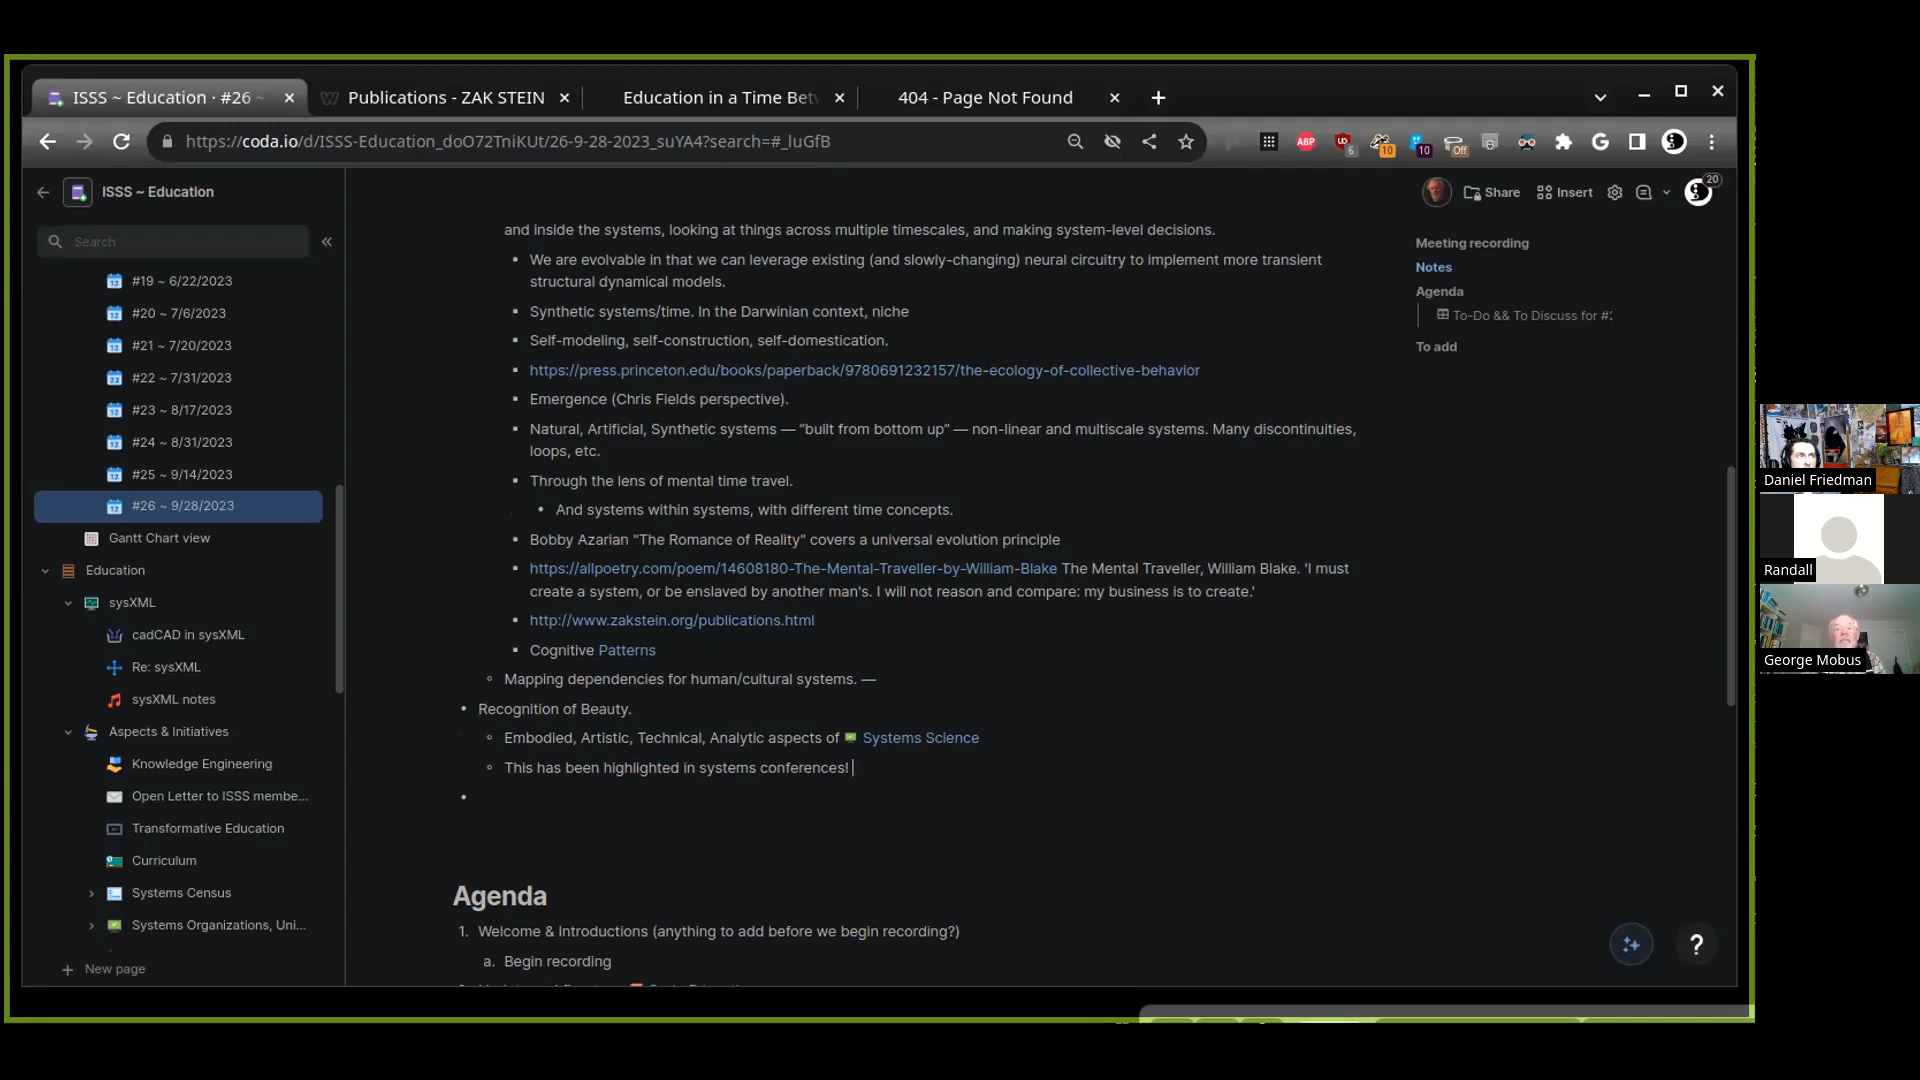 ISSS ~ Education · #26 ~
Publications - ZAK STEIN
Education in a Time Bet
404 - Page Not Found
https://coda.io/d/ISSS-Education_doO72TniKUt/26-9-28-2023_suYA4?search=#_luGfB
ABP
6
10
10
Off
G
ISSS ~ Education
Share
Insert
20
Search
#19 ~ 6/22/2023
#20 ~ 7/6/2023
#21 ~ 7/20/2023
#22 ~ 7/31/2023
#23 ~ 8/17/2023
#24 ~ 8/31/2023
#25 ~ 9/14/2023
#26 ~ 9/28/2023
Gantt Chart view
Education
sysXML
cadCAD in sysXML
Re: sysXML
sysXML notes
Aspects & Initiatives
Knowledge Engineering
Open Letter to ISSS membe...
Transformative Education
Curriculum
Systems Census
Systems Organizations, Uni...
New page
and inside the systems, looking at things across multiple timescales, and making system-level decisions.
We are evolvable in that we can leverage existing (and slowly-changing) neural circuitry to implement more transient
structural dynamical models.
Synthetic systems/time. In the Darwinian context, niche
Self-modeling, self-construction, self-domestication.
https://press.princeton.edu/books/paperback/9780691232157/the-ecology-of-collective-behavior
Emergence (Chris Fields perspective).
Natural, Artificial, Synthetic systems — "built from bottom up" — non-linear and multiscale systems. Many discontinuities,
loops, etc.
Through the lens of mental time travel.
And systems within systems, with different time concepts.
Bobby Azarian "The Romance of Reality" covers a universal evolution principle
https://allpoetry.com/poem/14608180-The-Mental-Traveller-by-William-Blake The Mental Traveller, William Blake. 'I must
create a system, or be enslaved by another man's. I will not reason and compare: my business is to create.'
http://www.zakstein.org/publications.html
Cognitive Patterns
Mapping dependencies for human/cultural systems. —
Recognition of Beauty.
Embodied, Artistic, Technical, Analytic aspects of Systems Science
This has been highlighted in systems conferences!
Agenda
1. Welcome & Introductions (anything to add before we begin recording?)
a. Begin recording
Meeting recording
Notes
Agenda
To-Do && To Discuss for #2
To add
?
Daniel Friedman
Randall
George Mobus